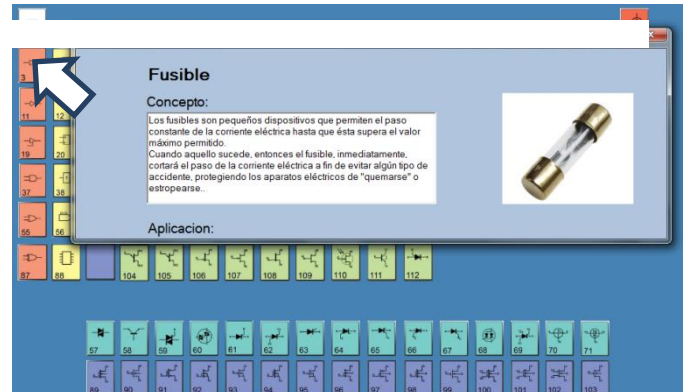 Fusible
Concepto:
Los fusibles son pequeños dispositivos que permiten el paso
constante de la corriente eléctrica hasta que ésta supera el valor
máximo permitido.
Cuando aquello sucede, entonces el fusible, inmediatamente,
cortará el paso de la corriente eléctrica a fin de evitar algún tipo de
accidente, protegiendo los aparatos eléctricos de "quemarse" o
estropearse..
Aplicacion:
3
11 12
19 20
37 38
55 56
87 88 104 105 106 107 108 109 110 111 112
57 58 59 60 61 62 63 64 65 66 67 68 69 70 71
89 90 91 92 93 94 95 96 97 98 99 100 101 102 103